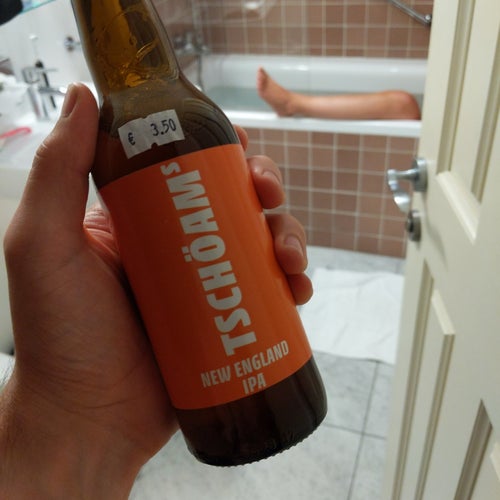 € 3.50
TSCHÖAMs
NEW ENGLAND
IPA